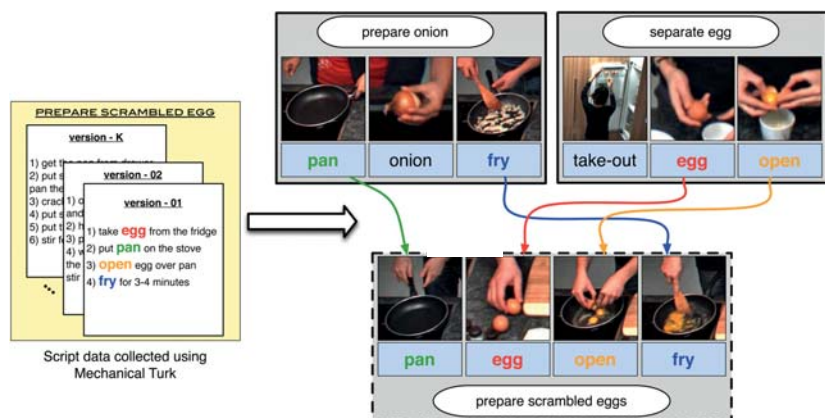 PREPARE SCRAMBLED EGG
version - K
1) get the pan from drawer
2) put s
pan the
3) crac
4) put s
5) put t
6) stir f
version - 02
1) o
and
2) h
3) p
4) w
the
stir
version - 01
1) take egg from the fridge
2) put pan on the stove
3) open egg over pan
4) fry for 3-4 minutes
Script data collected using
Mechanical Turk
prepare onion
pan onion fry
separate egg
take-out egg open
pan egg open fry
prepare scrambled eggs